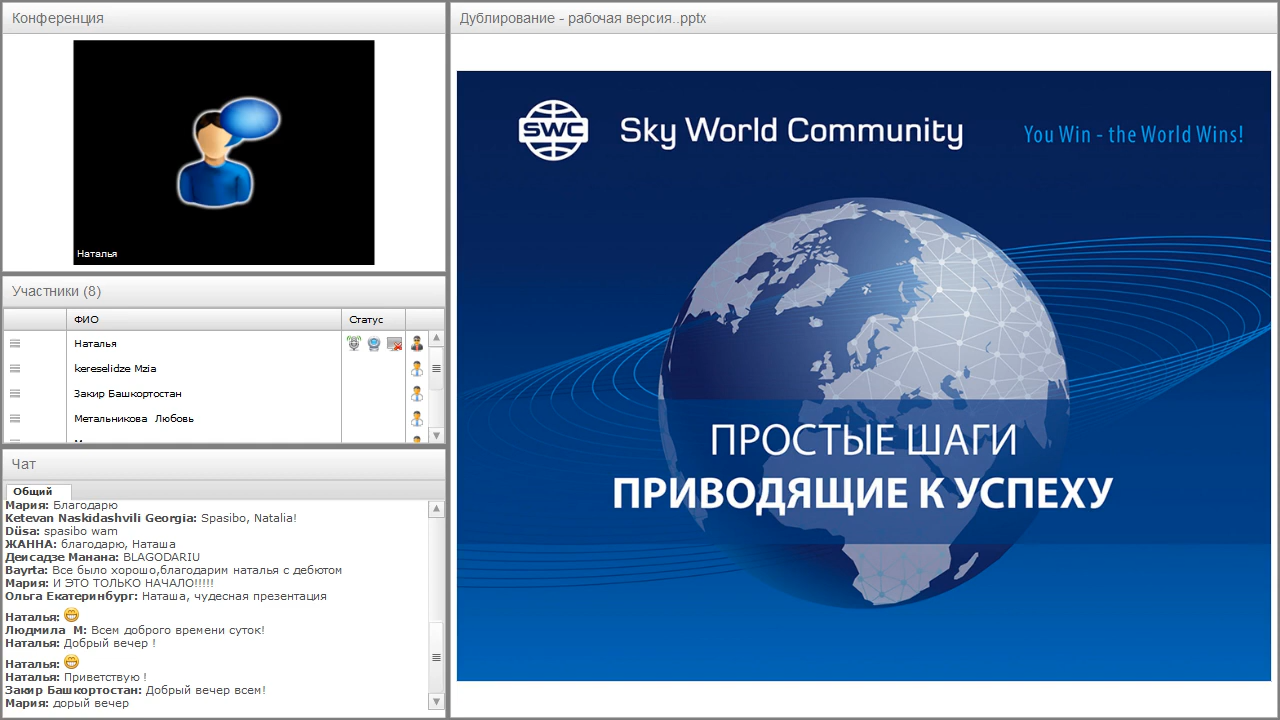 Конференция
Наталья
Участники (8)
ФИО Статус
Наталья
kereselidze Mzia
Закир Башкортостан
Метальникова Любовь
Чат
Общий
Мария: Благодарю
Ketevan Naskidashvili Georgia: Spasibo, Natalia!
Düsa: spasibo wam
ЖАННА: благодарю, Наташа
Деисадзе Манана: BLAGODARIU
Bayrta: Все было хорошо,благодарим наталья с дебютом
Мария: И ЭТО ТОЛЬКО НАЧАЛО!!!!!
Ольга Екатеринбург: Наташа, чудесная презентация
Наталья:
Людмила М: Всем доброго времени суток!
Наталья: Добрый вечер !
Наталья:
Наталья: Приветствую !
Закир Башкортостан: Добрый вечер всем!
Мария: дорый вечер
Дублирование - рабочая версия..pptx
SWC Sky World Community
You Win - the World Wins!
ПРОСТЫЕ ШАГИ
ПРИВОДЯЩИЕ К УСПЕХУ